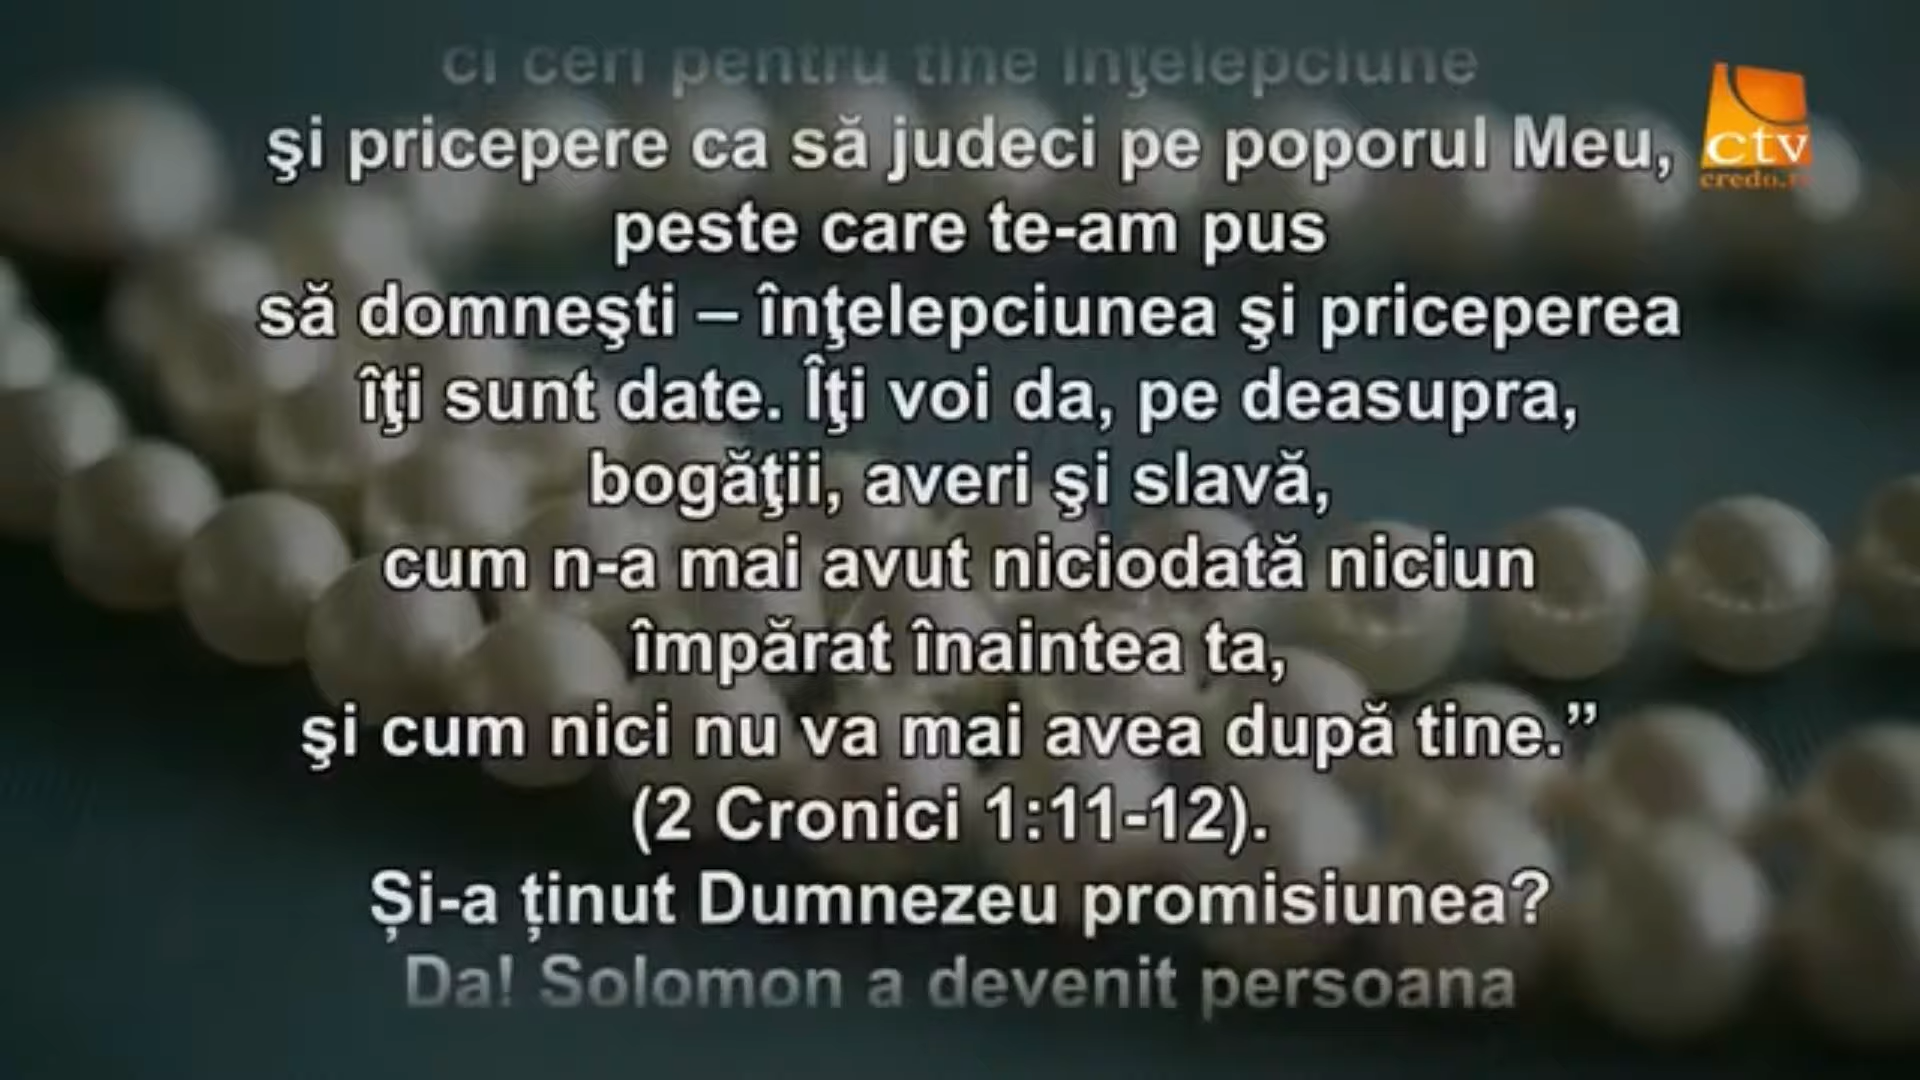 ci ceri pentru tine înţelepciune
şi pricepere ca să judeci pe poporul Meu,
peste care te-am pus
să domneşti – înţelepciunea şi priceperea
îţi sunt date. Îţi voi da, pe deasupra,
bogăţii, averi şi slavă,
cum n-a mai avut niciodată niciun
împărat înaintea ta,
şi cum nici nu va mai avea după tine.”
(2 Cronici 1:11-12).
Și-a ținut Dumnezeu promisiunea?
Da! Solomon a devenit persoana
ctv